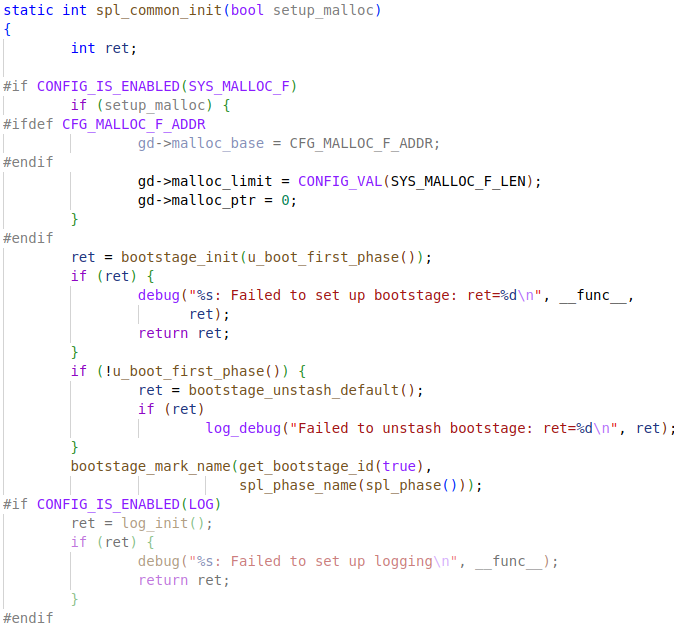 static int spl_common_init(bool setup_malloc)
{
        int ret;

#if CONFIG_IS_ENABLED(SYS_MALLOC_F)
        if (setup_malloc) {
#ifdef CFG_MALLOC_F_ADDR
                gd->malloc_base = CFG_MALLOC_F_ADDR;
#endif
                gd->malloc_limit = CONFIG_VAL(SYS_MALLOC_F_LEN);
                gd->malloc_ptr = 0;
        }
#endif
        ret = bootstage_init(u_boot_first_phase());
        if (ret) {
                debug("%s: Failed to set up bootstage: ret=%d\n", __func__,
                      ret);
                return ret;
        }
        if (!u_boot_first_phase()) {
                ret = bootstage_unstash_default();
                if (ret)
                        log_debug("Failed to unstash bootstage: ret=%d\n", ret);
        }
        bootstage_mark_name(get_bootstage_id(true),
                            spl_phase_name(spl_phase()));
#if CONFIG_IS_ENABLED(LOG)
        ret = log_init();
        if (ret) {
                debug("%s: Failed to set up logging\n", __func__);
                return ret;
        }
#endif